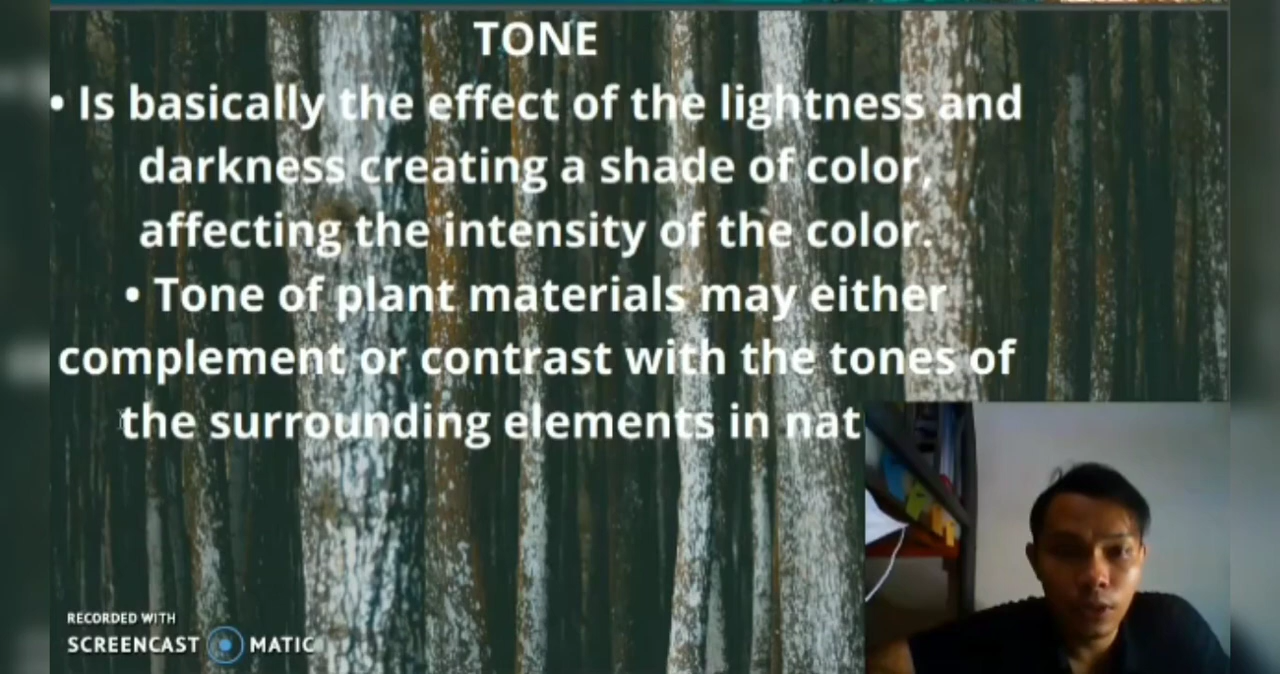 TONE
• Is basically the effect of the lightness and
darkness creating a shade of color,
affecting the intensity of the color.
• Tone of plant materials may either
complement or contrast with the tones of
the surrounding elements in nat
RECORDED WITH
SCREENCAST MATIC